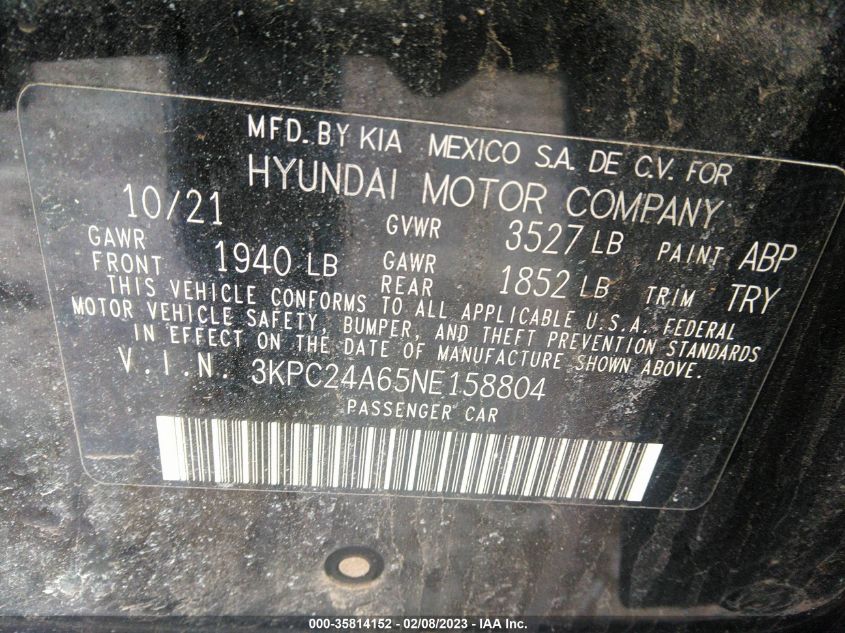 MFD. BY KIA MEXICO S.A. DE C.V. FOR
HYUNDAI MOTOR COMPANY
10/21 GVWR 3527 LB PAINT ABP
GAWR FRONT 1940 LB GAWR REAR 1852 LB TRIM TRY
THIS VEHICLE CONFORMS TO ALL APPLICABLE U.S.A. FEDERAL
MOTOR VEHICLE SAFETY, BUMPER, AND THEFT PREVENTION STANDARDS
IN EFFECT ON THE DATE OF MANUFACTURE SHOWN ABOVE.
V.I.N. 3KPC24A65NE158804
PASSENGER CAR
000-35814152 - 02/08/2023 - IAA Inc.